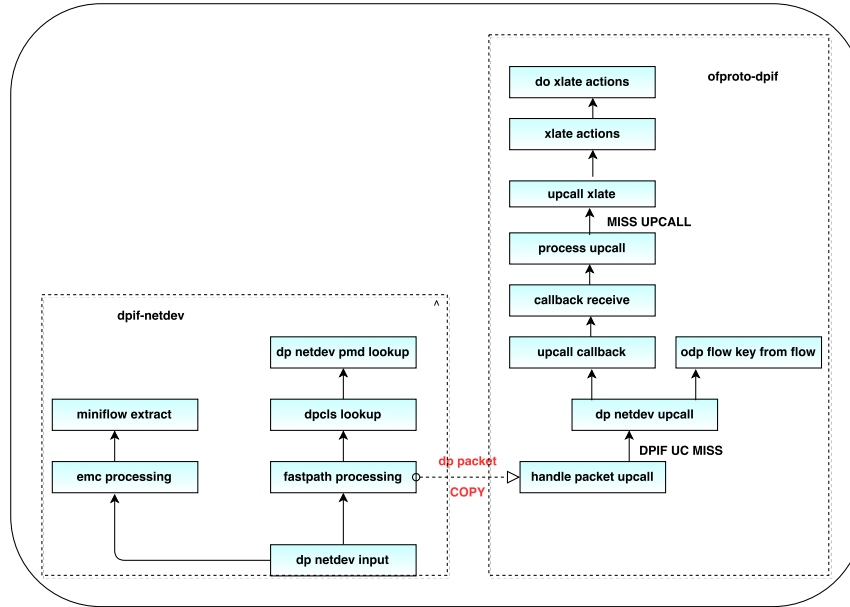 ofproto-dpif
do xlate actions
xlate actions
upcall xlate
MISS UPCALL
process upcall
callback receive
upcall callback
odp flow key from flow
dp netdev upcall
DPIF UC MISS
handle packet upcall
dpif-netdev
^
dp netdev pmd lookup
miniflow extract
dpcls lookup
emc processing
fastpath processing
dp packet
COPY
dp netdev input